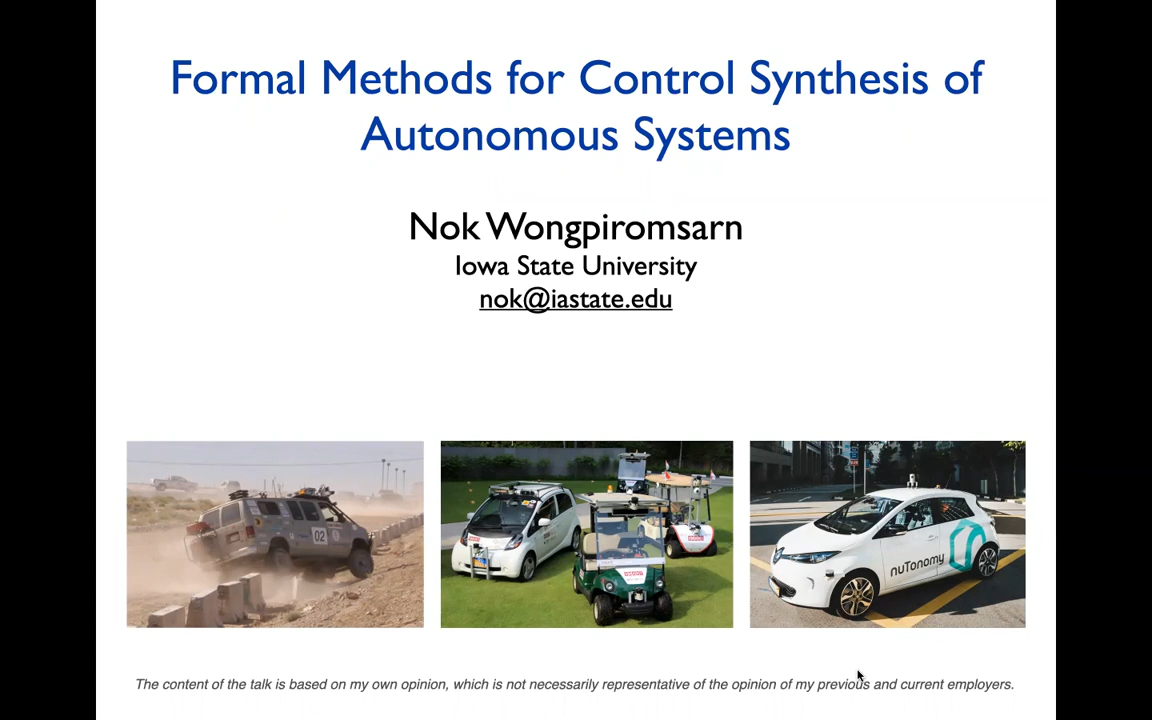 Formal Methods for Control Synthesis of
Autonomous Systems
Nok Wongpiromsarn
Iowa State University
nok@iastate.edu
02
nuTonomy
The content of the talk is based on my own opinion, which is not necessarily representative of the opinion of my previous and current employers.